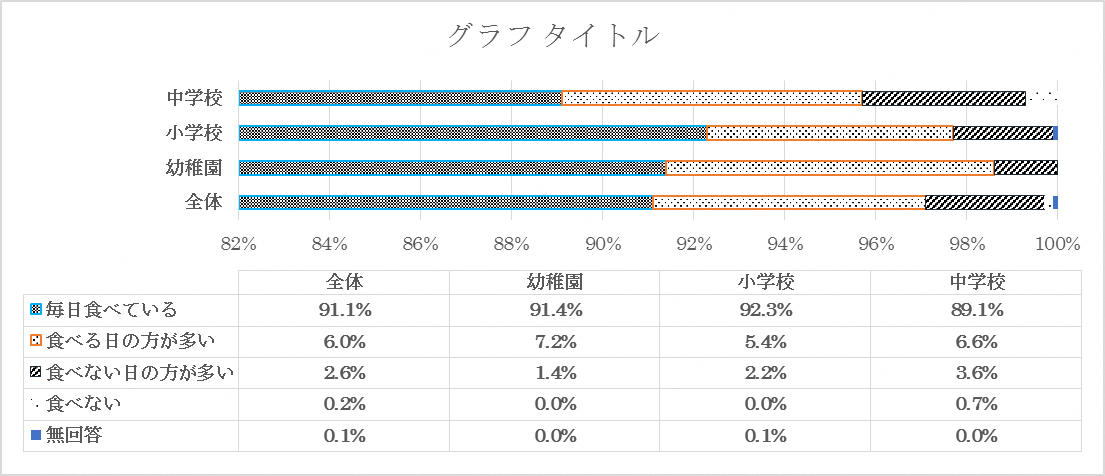 グラフ タイトル
中学校
小学校
幼稚園
全体
82% 84% 86% 88% 90% 92% 94% 96% 98% 100%
全体 幼稚園 小学校 中学校
毎日食べている 91.1% 91.4% 92.3% 89.1%
食べる日の方が多い 6.0% 7.2% 5.4% 6.6%
食べない日の方が多い 2.6% 1.4% 2.2% 3.6%
食べない 0.2% 0.0% 0.0% 0.7%
無回答 0.1% 0.0% 0.1% 0.0%